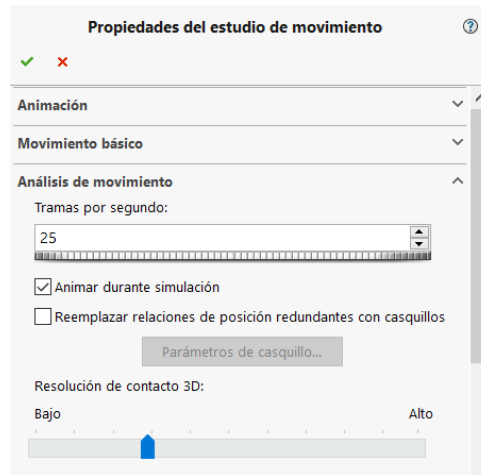 Propiedades del estudio de movimiento
Animación
Movimiento básico
Análisis de movimiento
Tramas por segundo:
25
Animar durante simulación
Reemplazar relaciones de posición redundantes con casquillos
Parámetros de casquillo...
Resolución de contacto 3D:
Bajo Alto